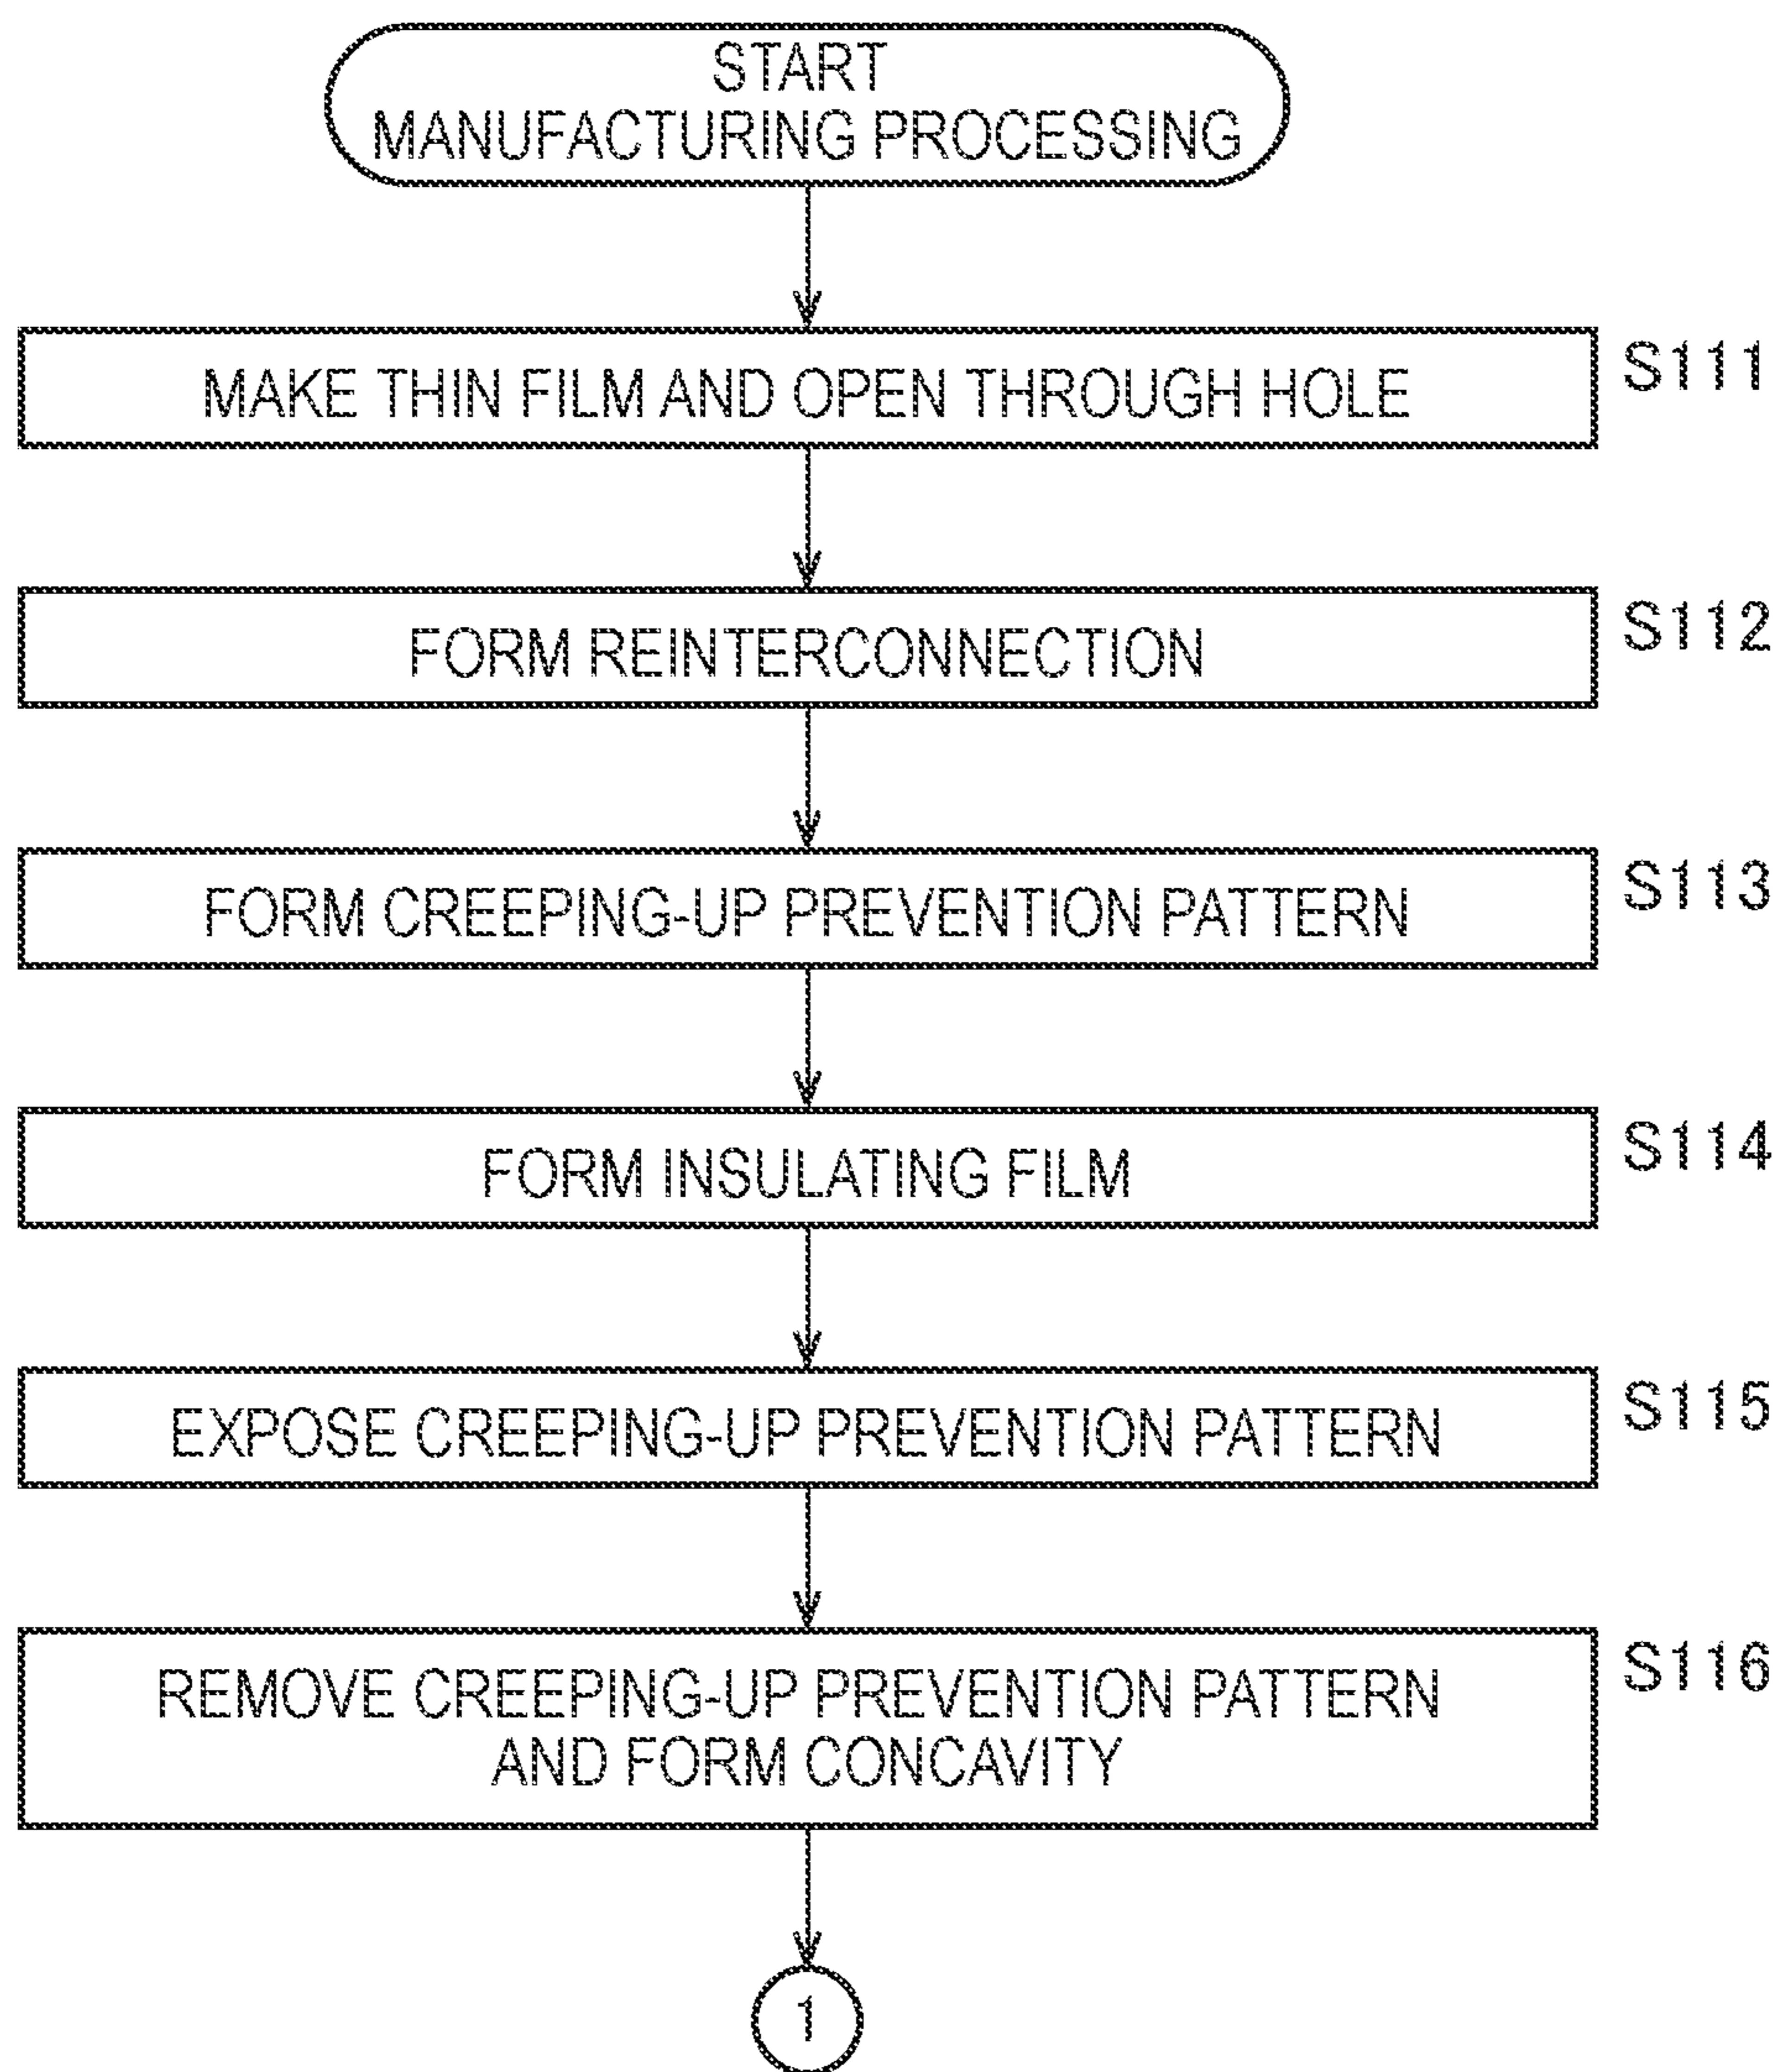 START
MANUFACTURING PROCESSING
MAKE THIN FILM AND OPEN THROUGH HOLE
S111
FORM REINTERCONNECTION
S112
FORM CREEPING-UP PREVENTION PATTERN
S113
FORM INSULATING FILM
S114
EXPOSE CREEPING-UP PREVENTION PATTERN
S115
REMOVE CREEPING-UP PREVENTION PATTERN
AND FORM CONCAVITY
S116
1